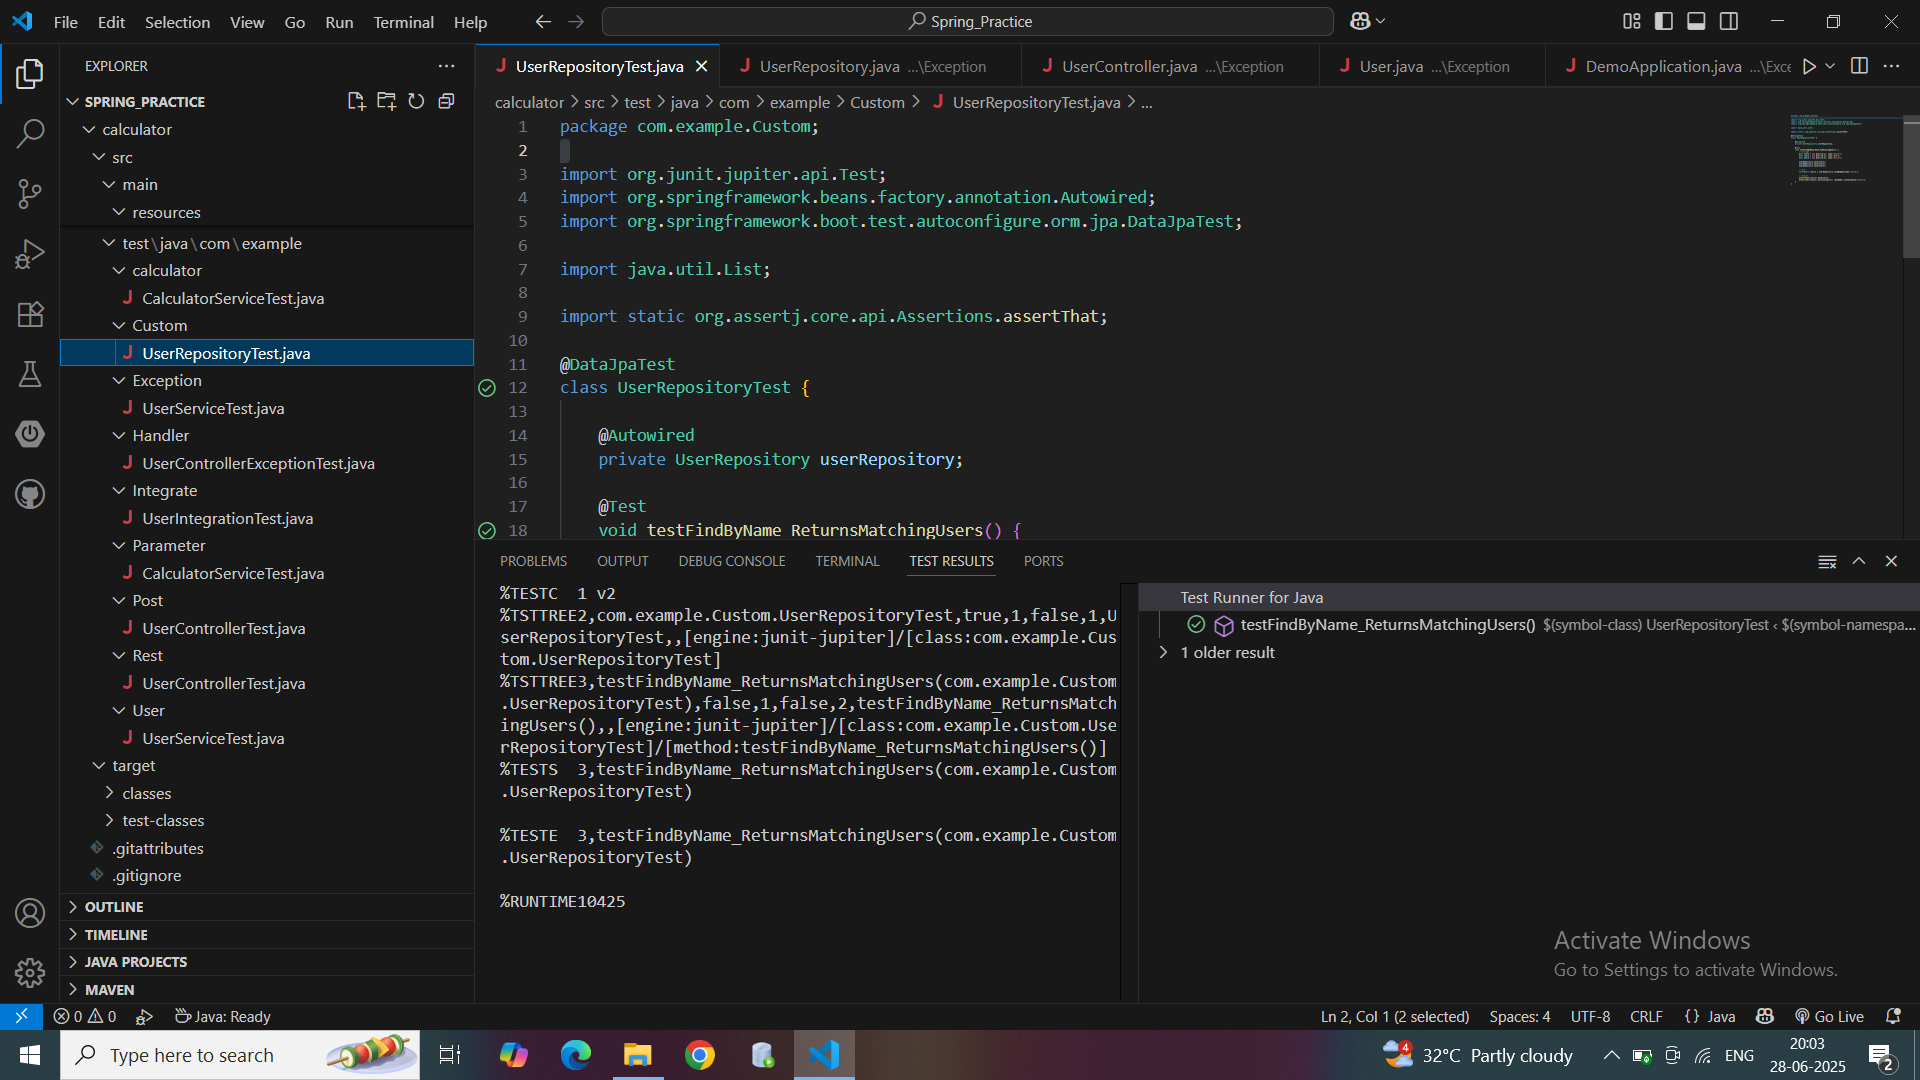 File Edit Selection View Go Run Terminal Help
Spring_Practice
EXPLORER
SPRING_PRACTICE
calculator
src
main
resources
test\java\com\example
calculator
CalculatorServiceTest.java
Custom
UserRepositoryTest.java
Exception
UserServiceTest.java
Handler
UserControllerExceptionTest.java
Integrate
UserIntegrationTest.java
Parameter
CalculatorServiceTest.java
Post
UserControllerTest.java
Rest
UserControllerTest.java
User
UserServiceTest.java
target
classes
test-classes
.gitattributes
.gitignore
OUTLINE
TIMELINE
JAVA PROJECTS
MAVEN
UserRepositoryTest.java UserRepository.java ...\Exception UserController.java ...\Exception User.java ...\Exception DemoApplication.java ...\Exce
calculator > src > test > java > com > example > Custom > UserRepositoryTest.java > ...
1 package com.example.Custom;
2
3 import org.junit.jupiter.api.Test;
4 import org.springframework.beans.factory.annotation.Autowired;
5 import org.springframework.boot.test.autoconfigure.orm.jpa.DataJpaTest;
6
7 import java.util.List;
8
9 import static org.assertj.core.api.Assertions.assertThat;
10
11 @DataJpaTest
12 class UserRepositoryTest {
13
14 @Autowired
15 private UserRepository userRepository;
16
17 @Test
18 void testFindByName_ReturnsMatchingUsers() {
PROBLEMS OUTPUT DEBUG CONSOLE TERMINAL TEST RESULTS PORTS
%TESTC 1 v2
%TSTTREE2,com.example.Custom.UserRepositoryTest,true,1,false,1,U
serRepositoryTest,,[engine:junit-jupiter]/[class:com.example.Cus
tom.UserRepositoryTest]
%TSTTREE3,testFindByName_ReturnsMatchingUsers(com.example.Custom
.UserRepositoryTest),false,1,false,2,testFindByName_ReturnsMatch
ingUsers(),,[engine:junit-jupiter]/[class:com.example.Custom.Use
rRepositoryTest]/[method:testFindByName_ReturnsMatchingUsers()]
%TESTS 3,testFindByName_ReturnsMatchingUsers(com.example.Custom
.UserRepositoryTest)
%TESTE 3,testFindByName_ReturnsMatchingUsers(com.example.Custom
.UserRepositoryTest)
%RUNTIME10425
Test Runner for Java
testFindByName_ReturnsMatchingUsers() $(symbol-class) UserRepositoryTest < $(symbol-namespa...
1 older result
Activate Windows
Go to Settings to activate Windows.
0 0 Java: Ready
Ln 2, Col 1 (2 selected) Spaces: 4 UTF-8 CRLF {} Java Go Live
Type here to search
4 32°C Partly cloudy ENG
20:03
28-06-2025
2